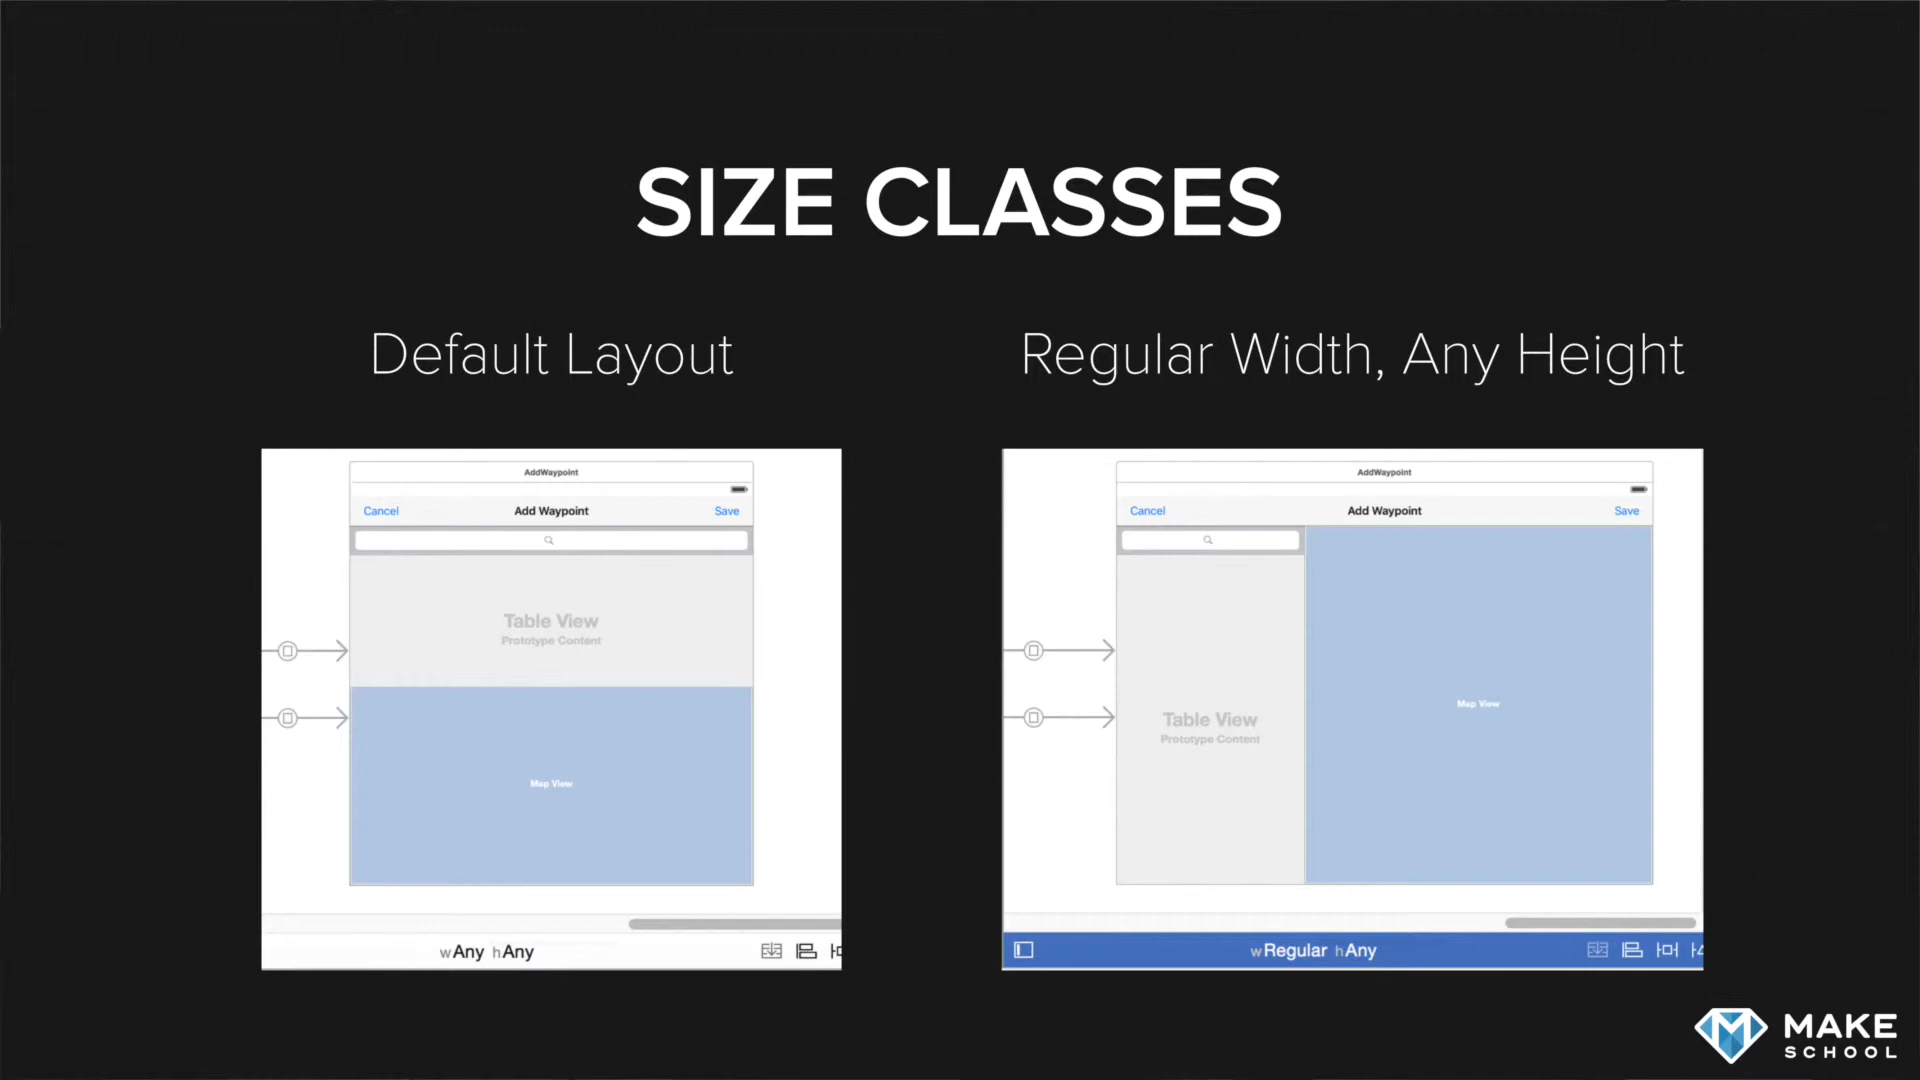 SIZE CLASSES
Default Layout
Regular Width, Any Height
AddWaypoint
Cancel Add Waypoint Save
Table View
Prototype Content
Map View
wAny hAny
AddWaypoint
Cancel Add Waypoint Save
Table View
Prototype Content
Map View
wRegular hAny
MAKE
SCHOOL